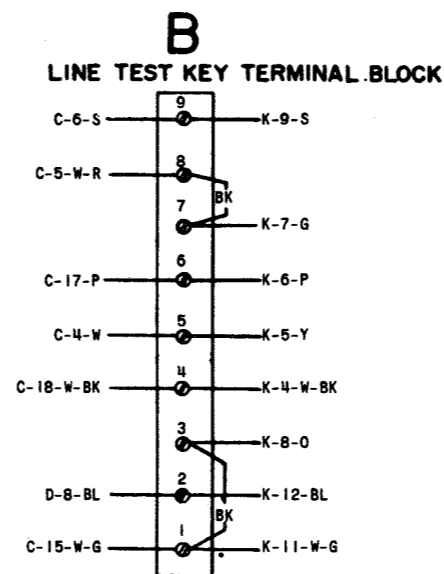 B
LINE TEST KEY TERMINAL.BLOCK
C-6-S 9 K-9-S
C-5-W-R 8
BK
7 K-7-G
C-17-P 6 K-6-P
C-4-W 5 K-5-Y
C-18-W-BK 4 K-4-W-BK
3 K-8-O
D-8-BL 2 K-12-BL
BK
C-15-W-G 1 K-11-W-G